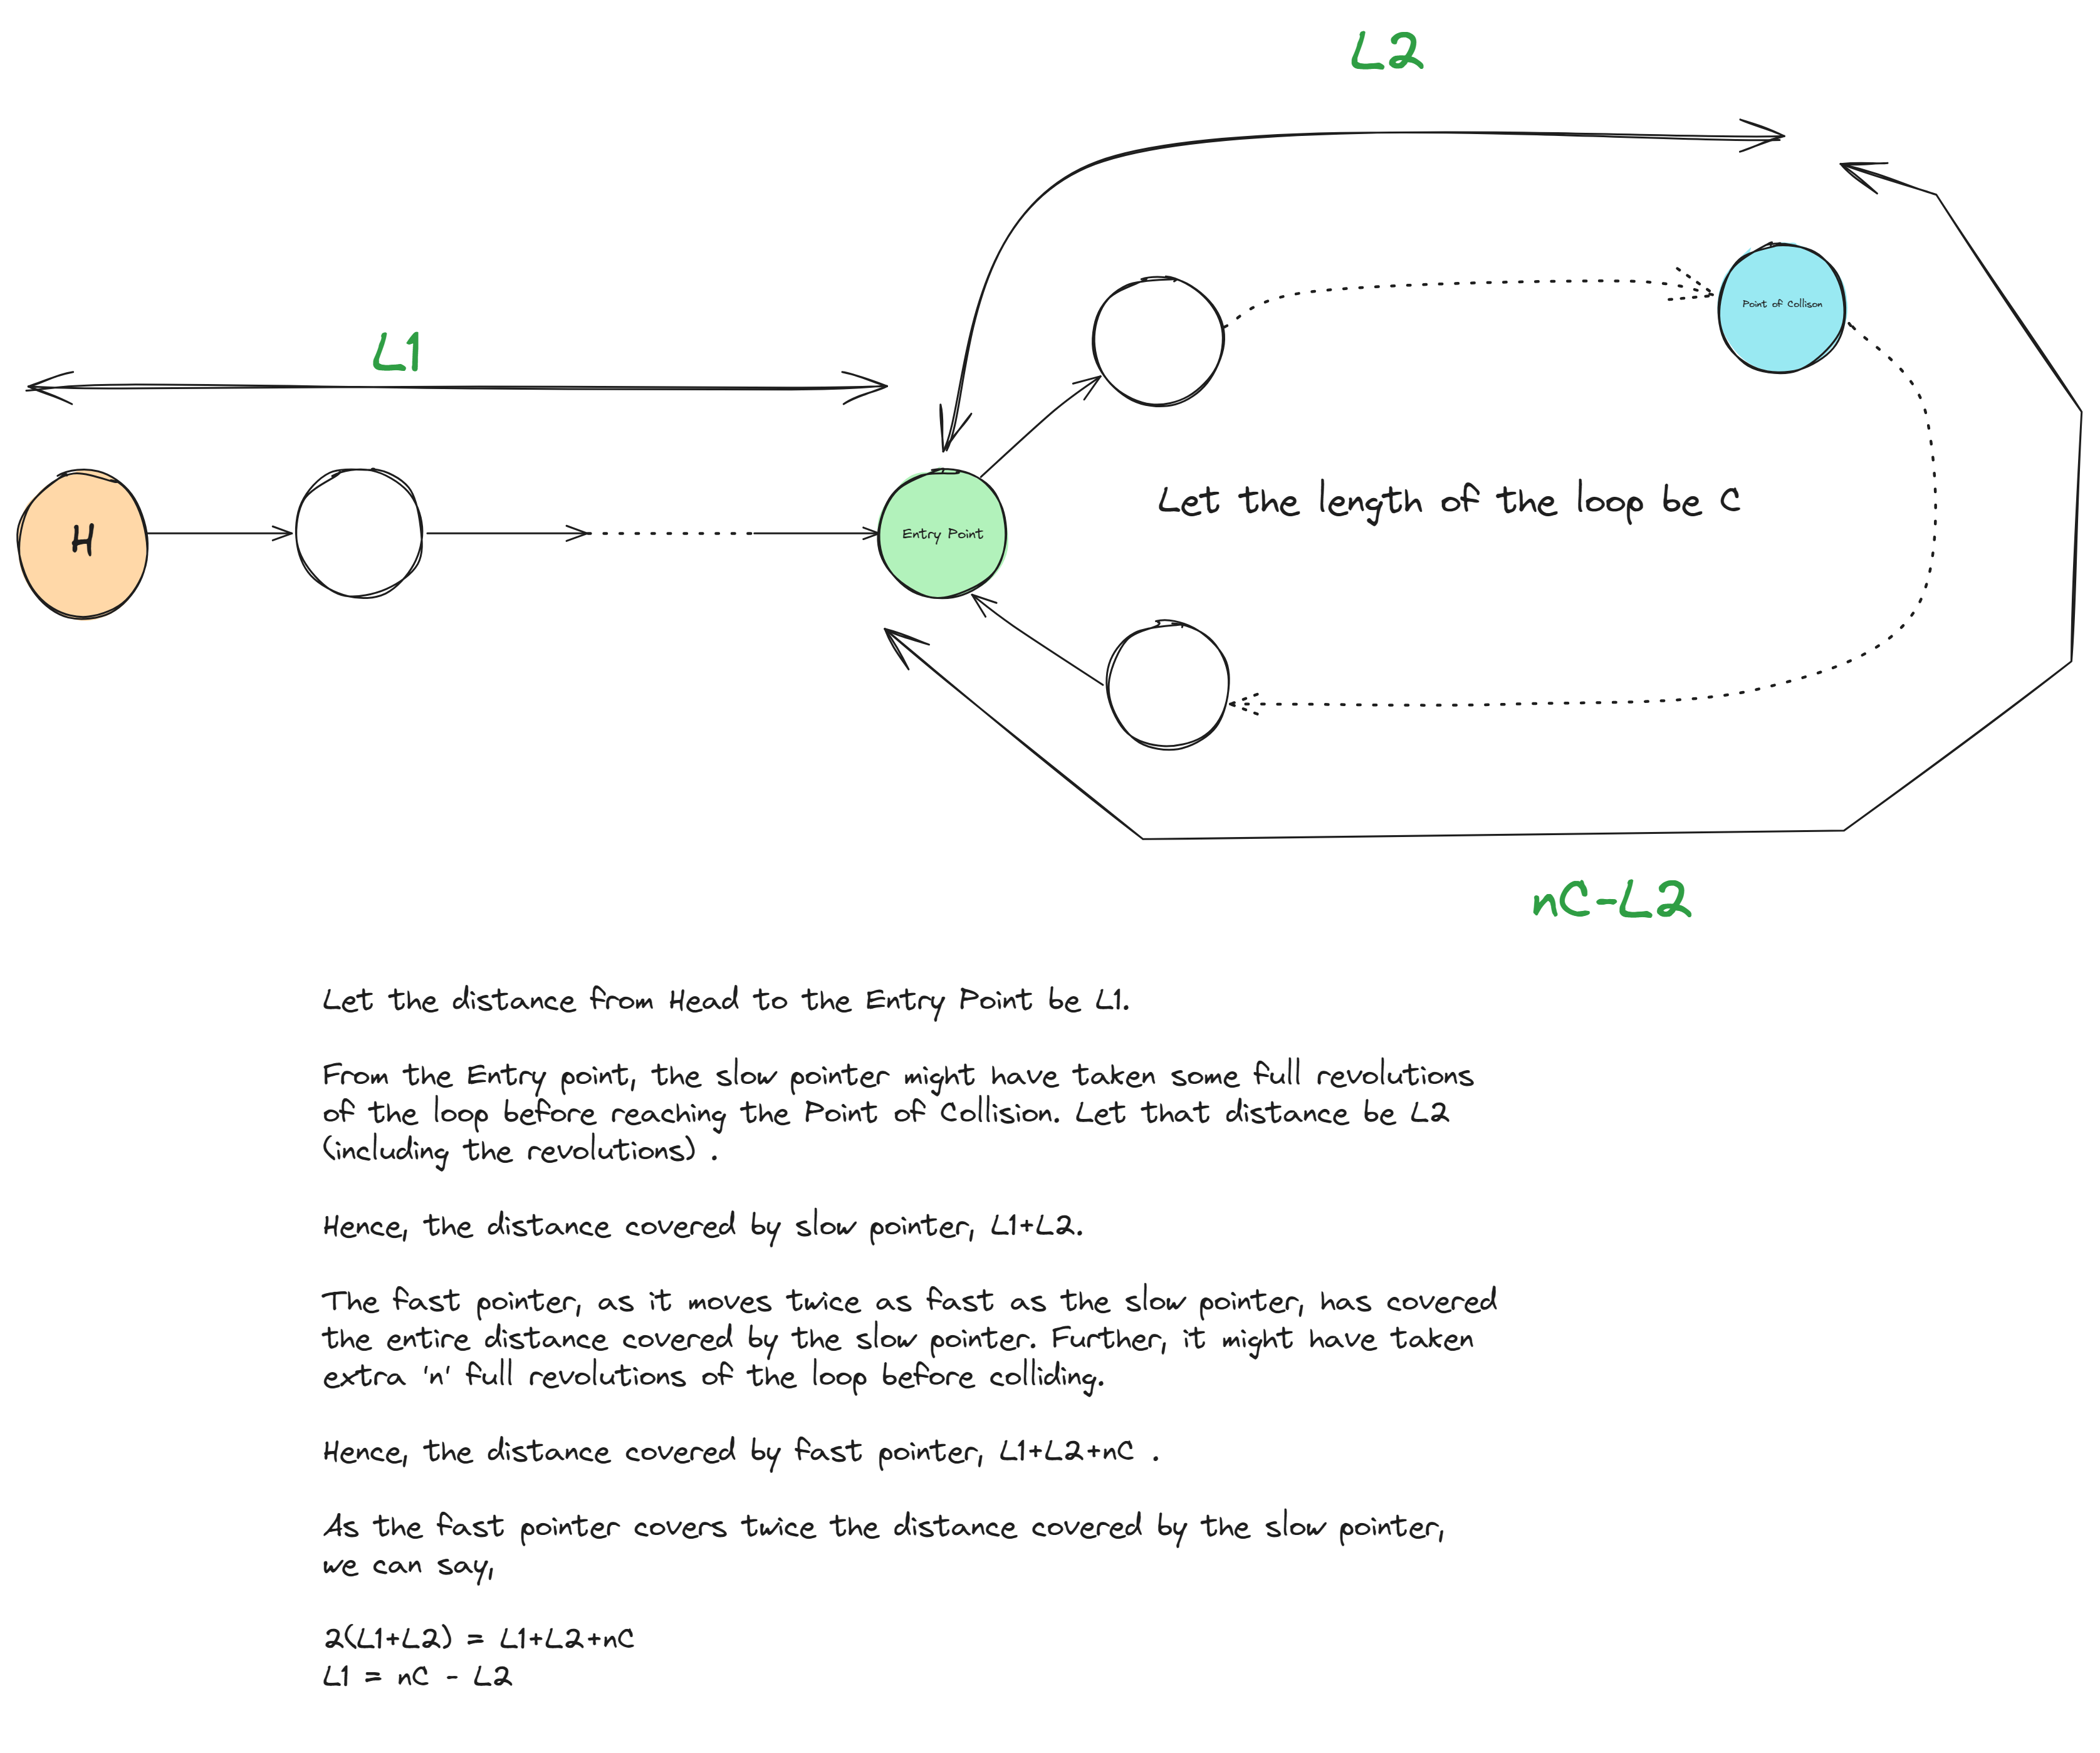 L2
L1
Point of Collison
Let the length of the loop be C
H
Entry Point
nC-L2
Let the distance from Head to the Entry Point be L1.
From the Entry point, the slow pointer might have taken some full revolutions
of the loop before reaching the Point of Collision. Let that distance be L2
(including the revolutions) .
Hence, the distance covered by slow pointer, L1+L2.
The fast pointer, as it moves twice as fast as the slow pointer, has covered
the entire distance covered by the slow pointer. Further, it might have taken
extra 'n' full revolutions of the loop before colliding.
Hence, the distance covered by fast pointer, L1+L2+nC .
As the fast pointer covers twice the distance covered by the slow pointer,
we can say,
2(L1+L2) = L1+L2+nC
L1 = nC - L2